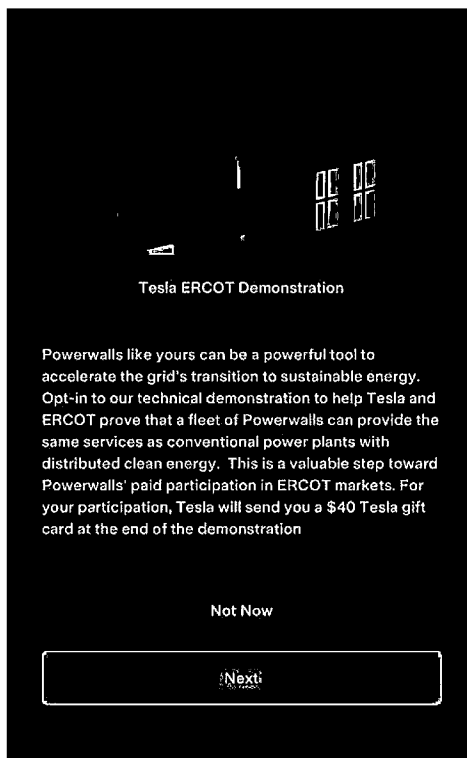 Tesla ERCOT Demonstration
Powerwalls like yours can be a powerful tool to
accelerate the grid's transition to sustainable energy.
Opt-in to our technical demonstration to help Tesla and
ERCOT prove that a fleet of Powerwalls can provide the
same services as conventional power plants with
distributed clean energy.  This is a valuable step toward
Powerwalls' paid participation in ERCOT markets. For
your participation, Tesla will send you a $40 Tesla gift
card at the end of the demonstration
Not Now
Next